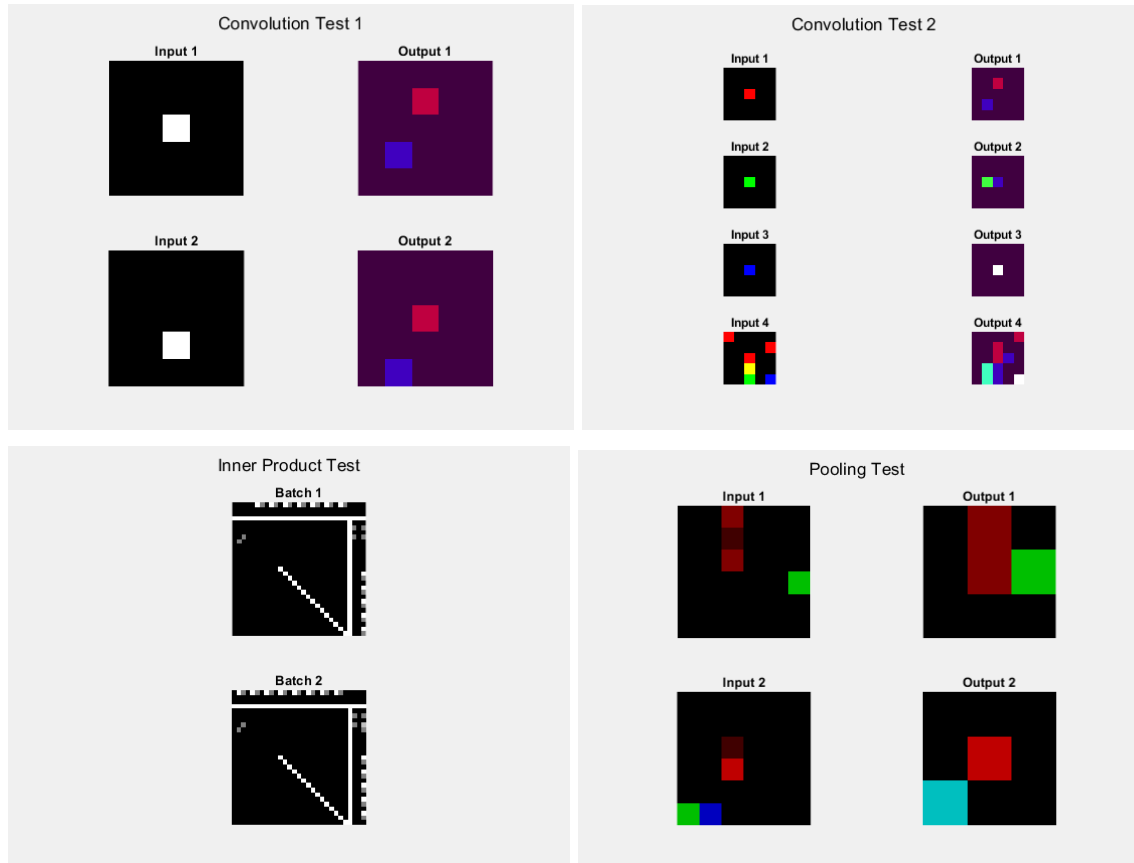 Convolution Test 1
Input 1
Output 1
Input 2
Output 2
Convolution Test 2
Input 1
Output 1
Input 2
Output 2
Input 3
Output 3
Input 4
Output 4
Inner Product Test
Batch 1
Batch 2
Pooling Test
Input 1
Output 1
Input 2
Output 2